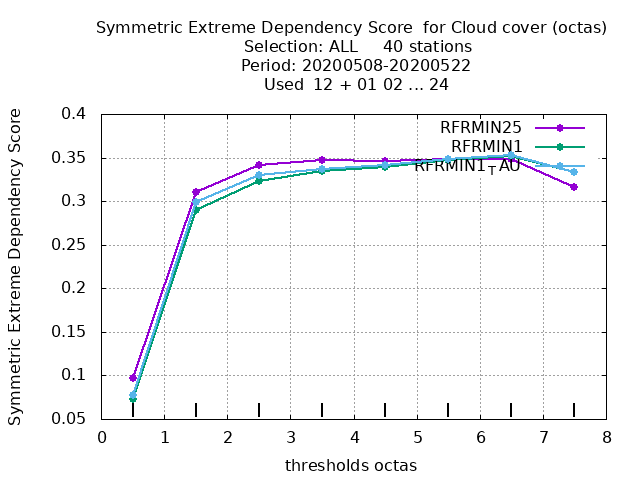 Symmetric Extreme Dependency Score  for Cloud cover (octas)
Selection: ALL     40 stations
Period: 20200508-20200522
Used  12 + 01 02 ... 24
Symmetric Extreme Dependency Score
0.4
0.35
0.3
0.25
0.2
0.15
0.1
0.05
RFRMIN25
RFRMIN1
RFRMIN1TAU
0 1 2 3 4 5 6 7 8
thresholds octas